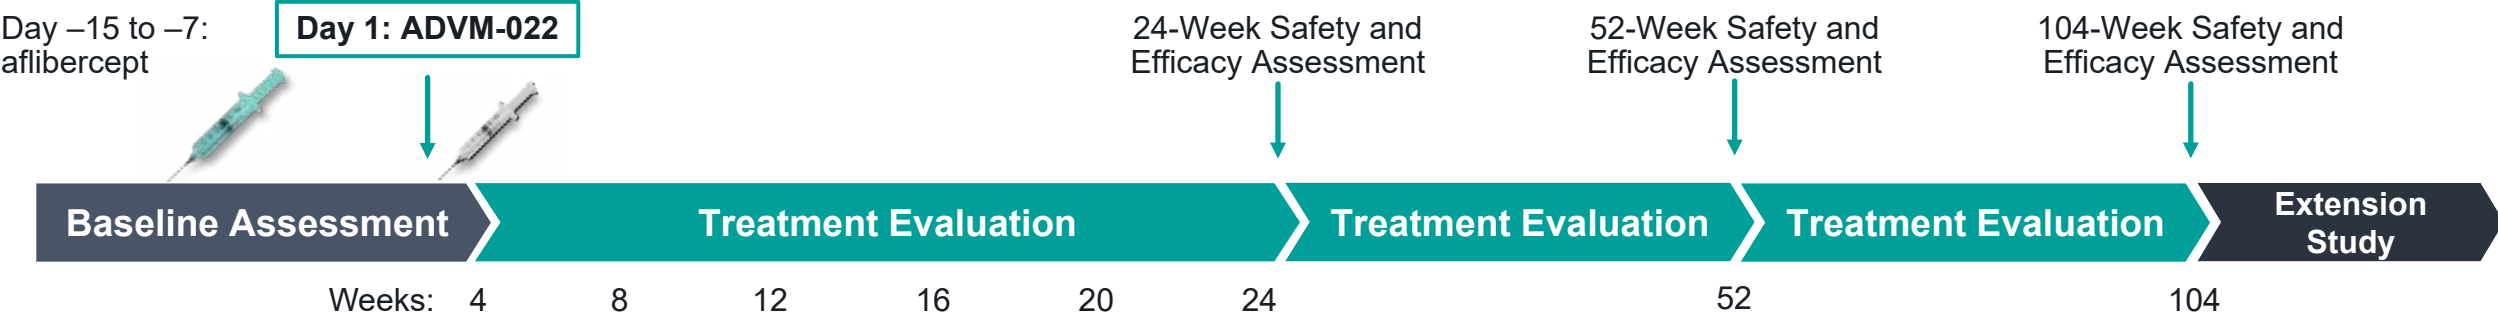 Day –15 to –7:
aflibercept
Day 1: ADVM-022
24-Week Safety and
Efficacy Assessment
52-Week Safety and
Efficacy Assessment
104-Week Safety and
Efficacy Assessment
Baseline Assessment
Treatment Evaluation
Treatment Evaluation
Treatment Evaluation
Extension
Study
Weeks: 4 8 12 16 20 24 52 104